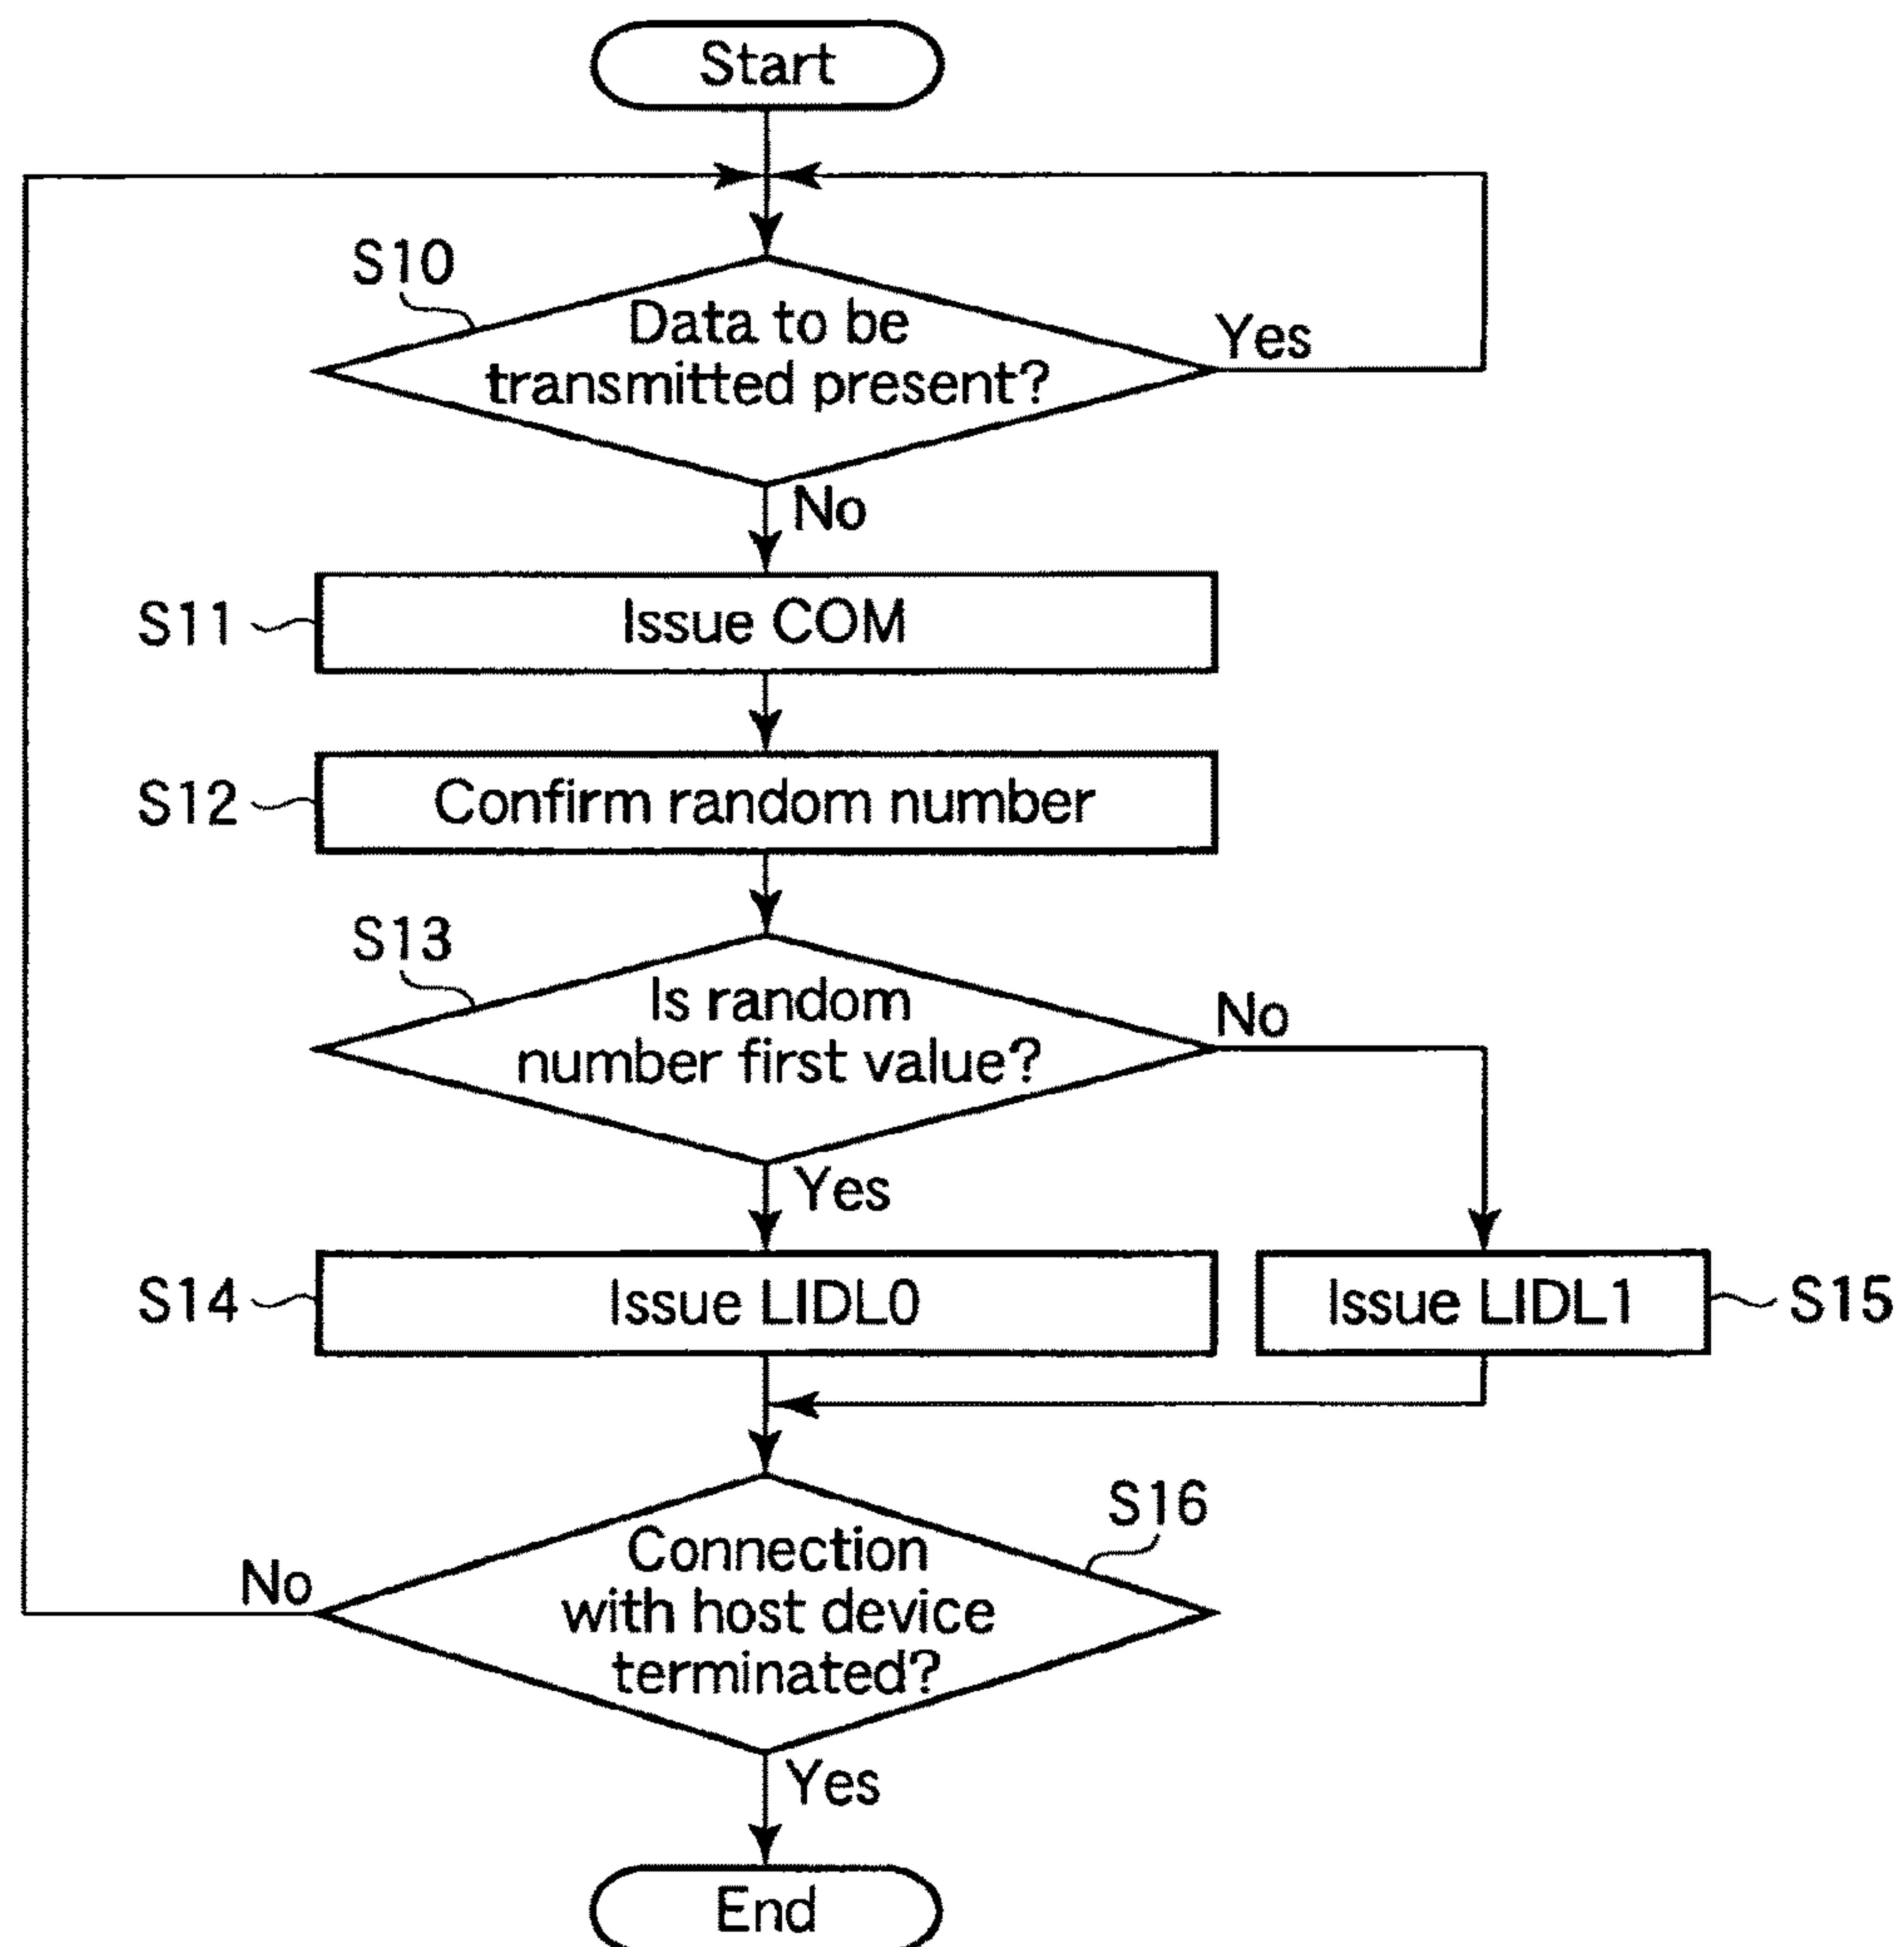 Start
S10
Data to be
transmitted present?
Yes
No
S11
Issue COM
S12
Confirm random number
S13
Is random
number first value?
No
Yes
S14
Issue LIDL0
Issue LIDL1
S15
S16
Connection
with host device
terminated?
No
Yes
End